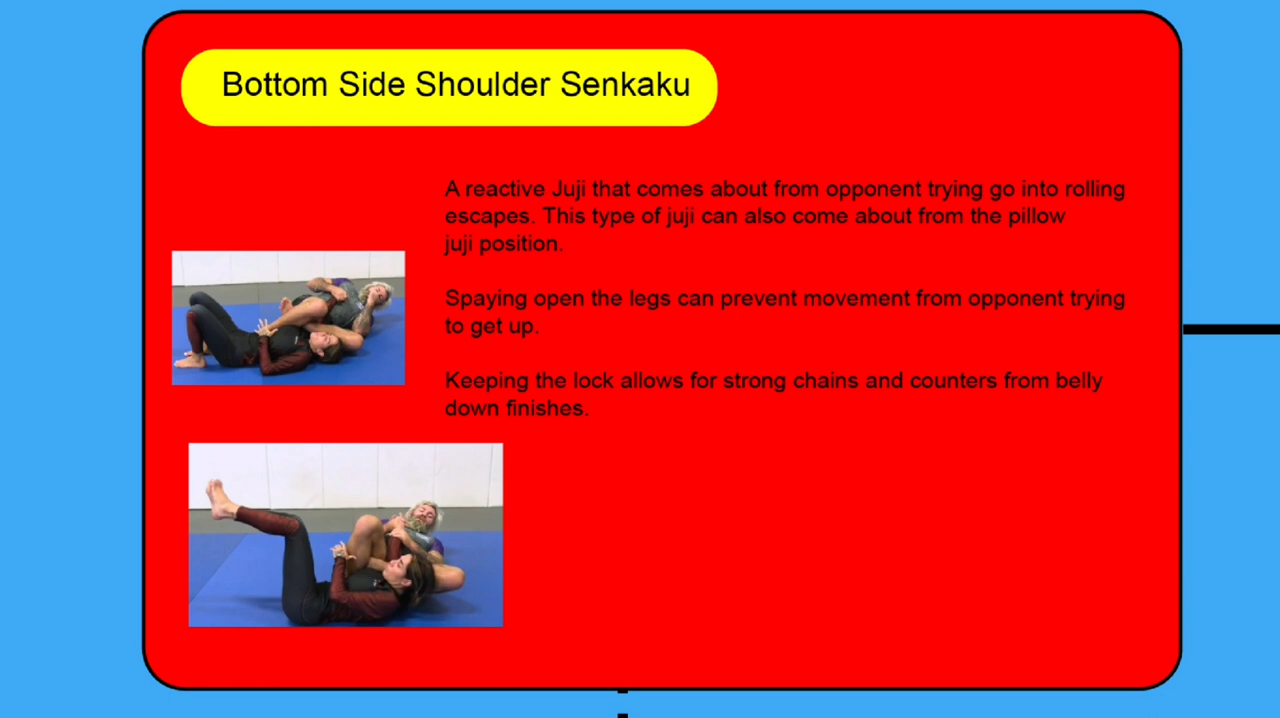 Bottom Side Shoulder Senkaku
A reactive Juji that comes about from opponent trying go into rolling
escapes. This type of juji can also come about from the pillow
juji position.
Spaying open the legs can prevent movement from opponent trying
to get up.
Keeping the lock allows for strong chains and counters from belly
down finishes.